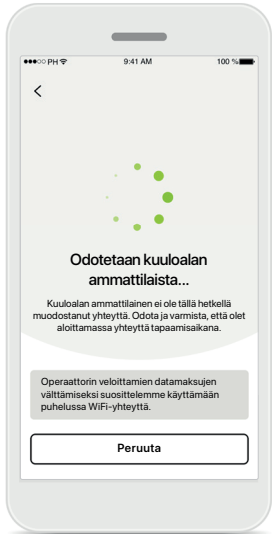 ●●●○○ PH 9:41 AM 100 %
Odotetaan kuuloalan
ammattilaista...
Kuuloalan ammattilainen ei ole tällä hetkellä
muodostanut yhteyttä. Odota ja varmista, että olet
aloittamassa yhteyttä tapaamisaikana.
Operaattorin veloittamien datamaksujen
välttämiseksi suosittelemme käyttämään
puhelussa WiFi-yhteyttä.
Peruuta